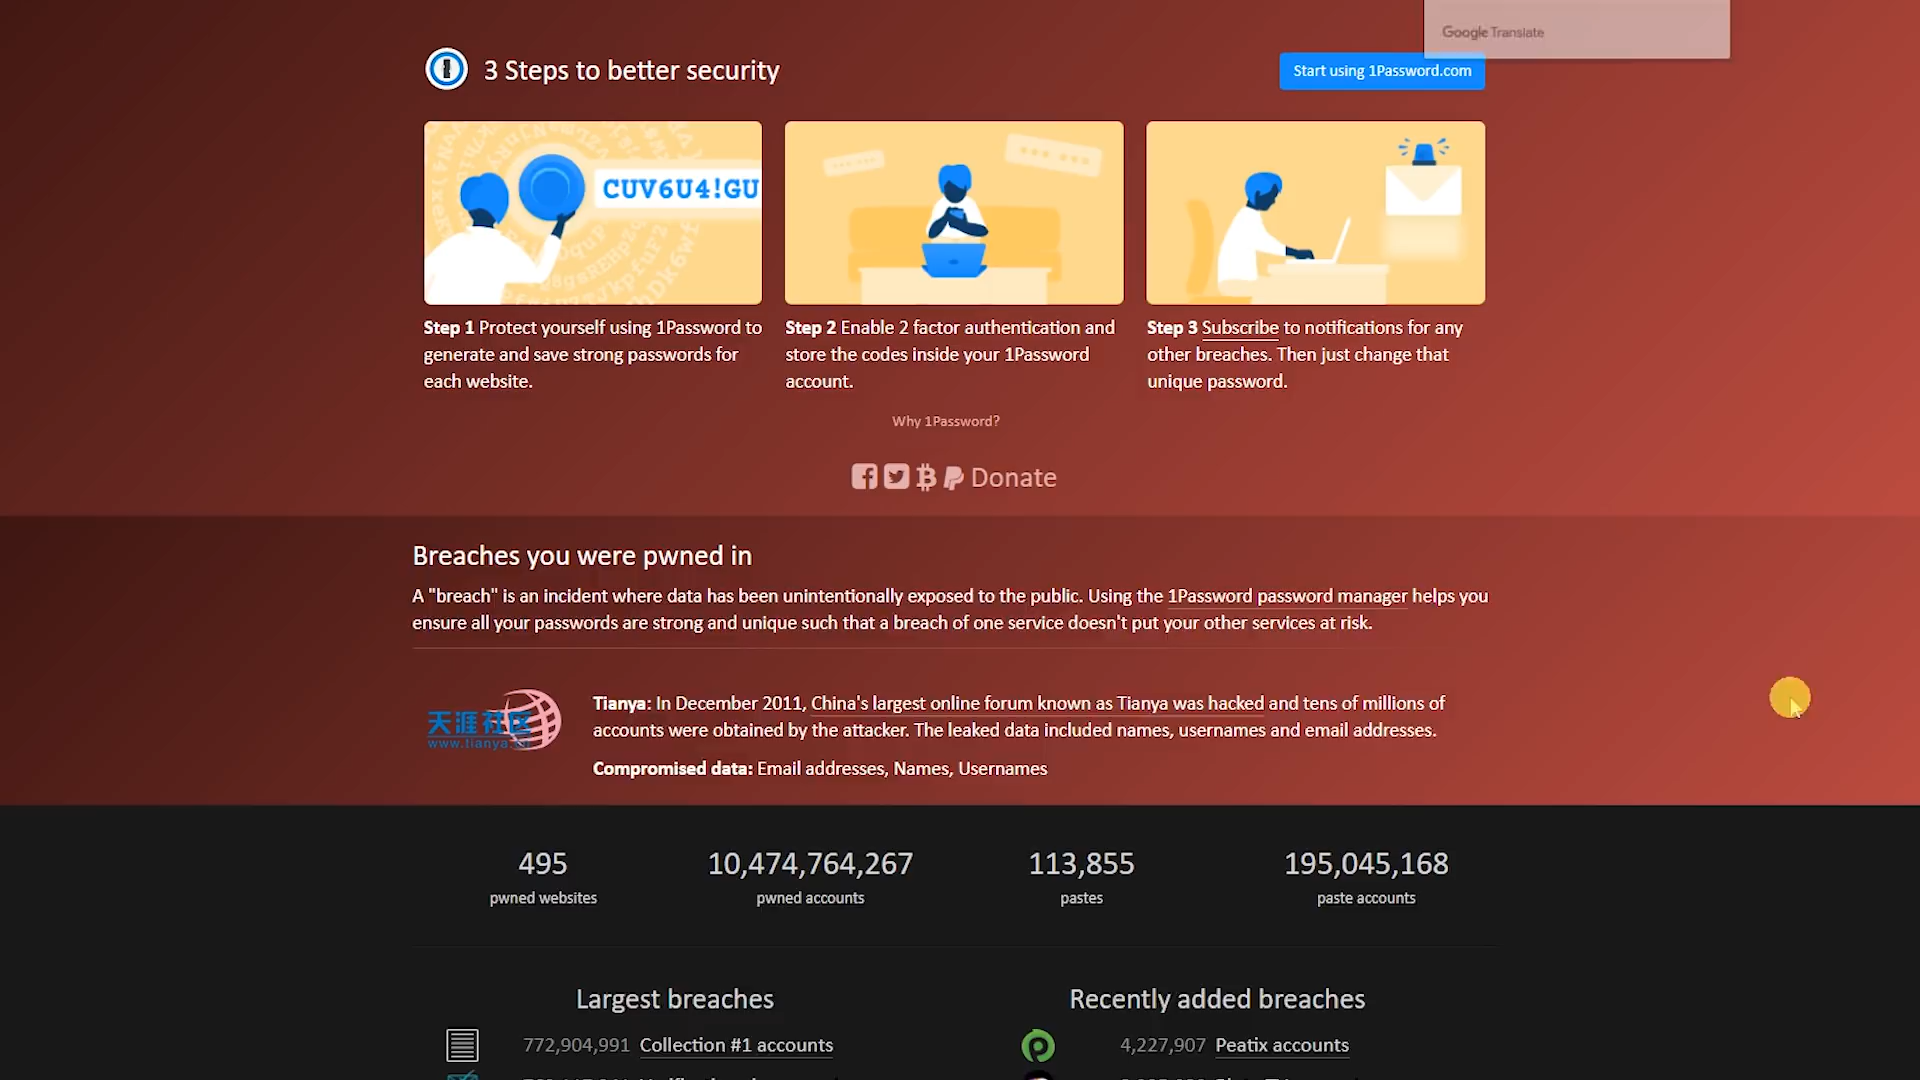 Google Translate
3 Steps to better security
Start using 1Password.com
CUV6U4!GU
Step 1 Protect yourself using 1Password to
generate and save strong passwords for
each website.
Step 2 Enable 2 factor authentication and
store the codes inside your 1Password
account.
Step 3 Subscribe to notifications for any
other breaches. Then just change that
unique password.
Why 1Password?
Donate
Breaches you were pwned in
A "breach" is an incident where data has been unintentionally exposed to the public. Using the 1Password password manager helps you
ensure all your passwords are strong and unique such that a breach of one service doesn't put your other services at risk.
天涯社区
www.tianya.cn
Tianya: In December 2011, China's largest online forum known as Tianya was hacked and tens of millions of
accounts were obtained by the attacker. The leaked data included names, usernames and email addresses.
Compromised data: Email addresses, Names, Usernames
495
pwned websites
10,474,764,267
pwned accounts
113,855
pastes
195,045,168
paste accounts
Largest breaches
772,904,991 Collection #1 accounts
Recently added breaches
4,227,907 Peatix accounts